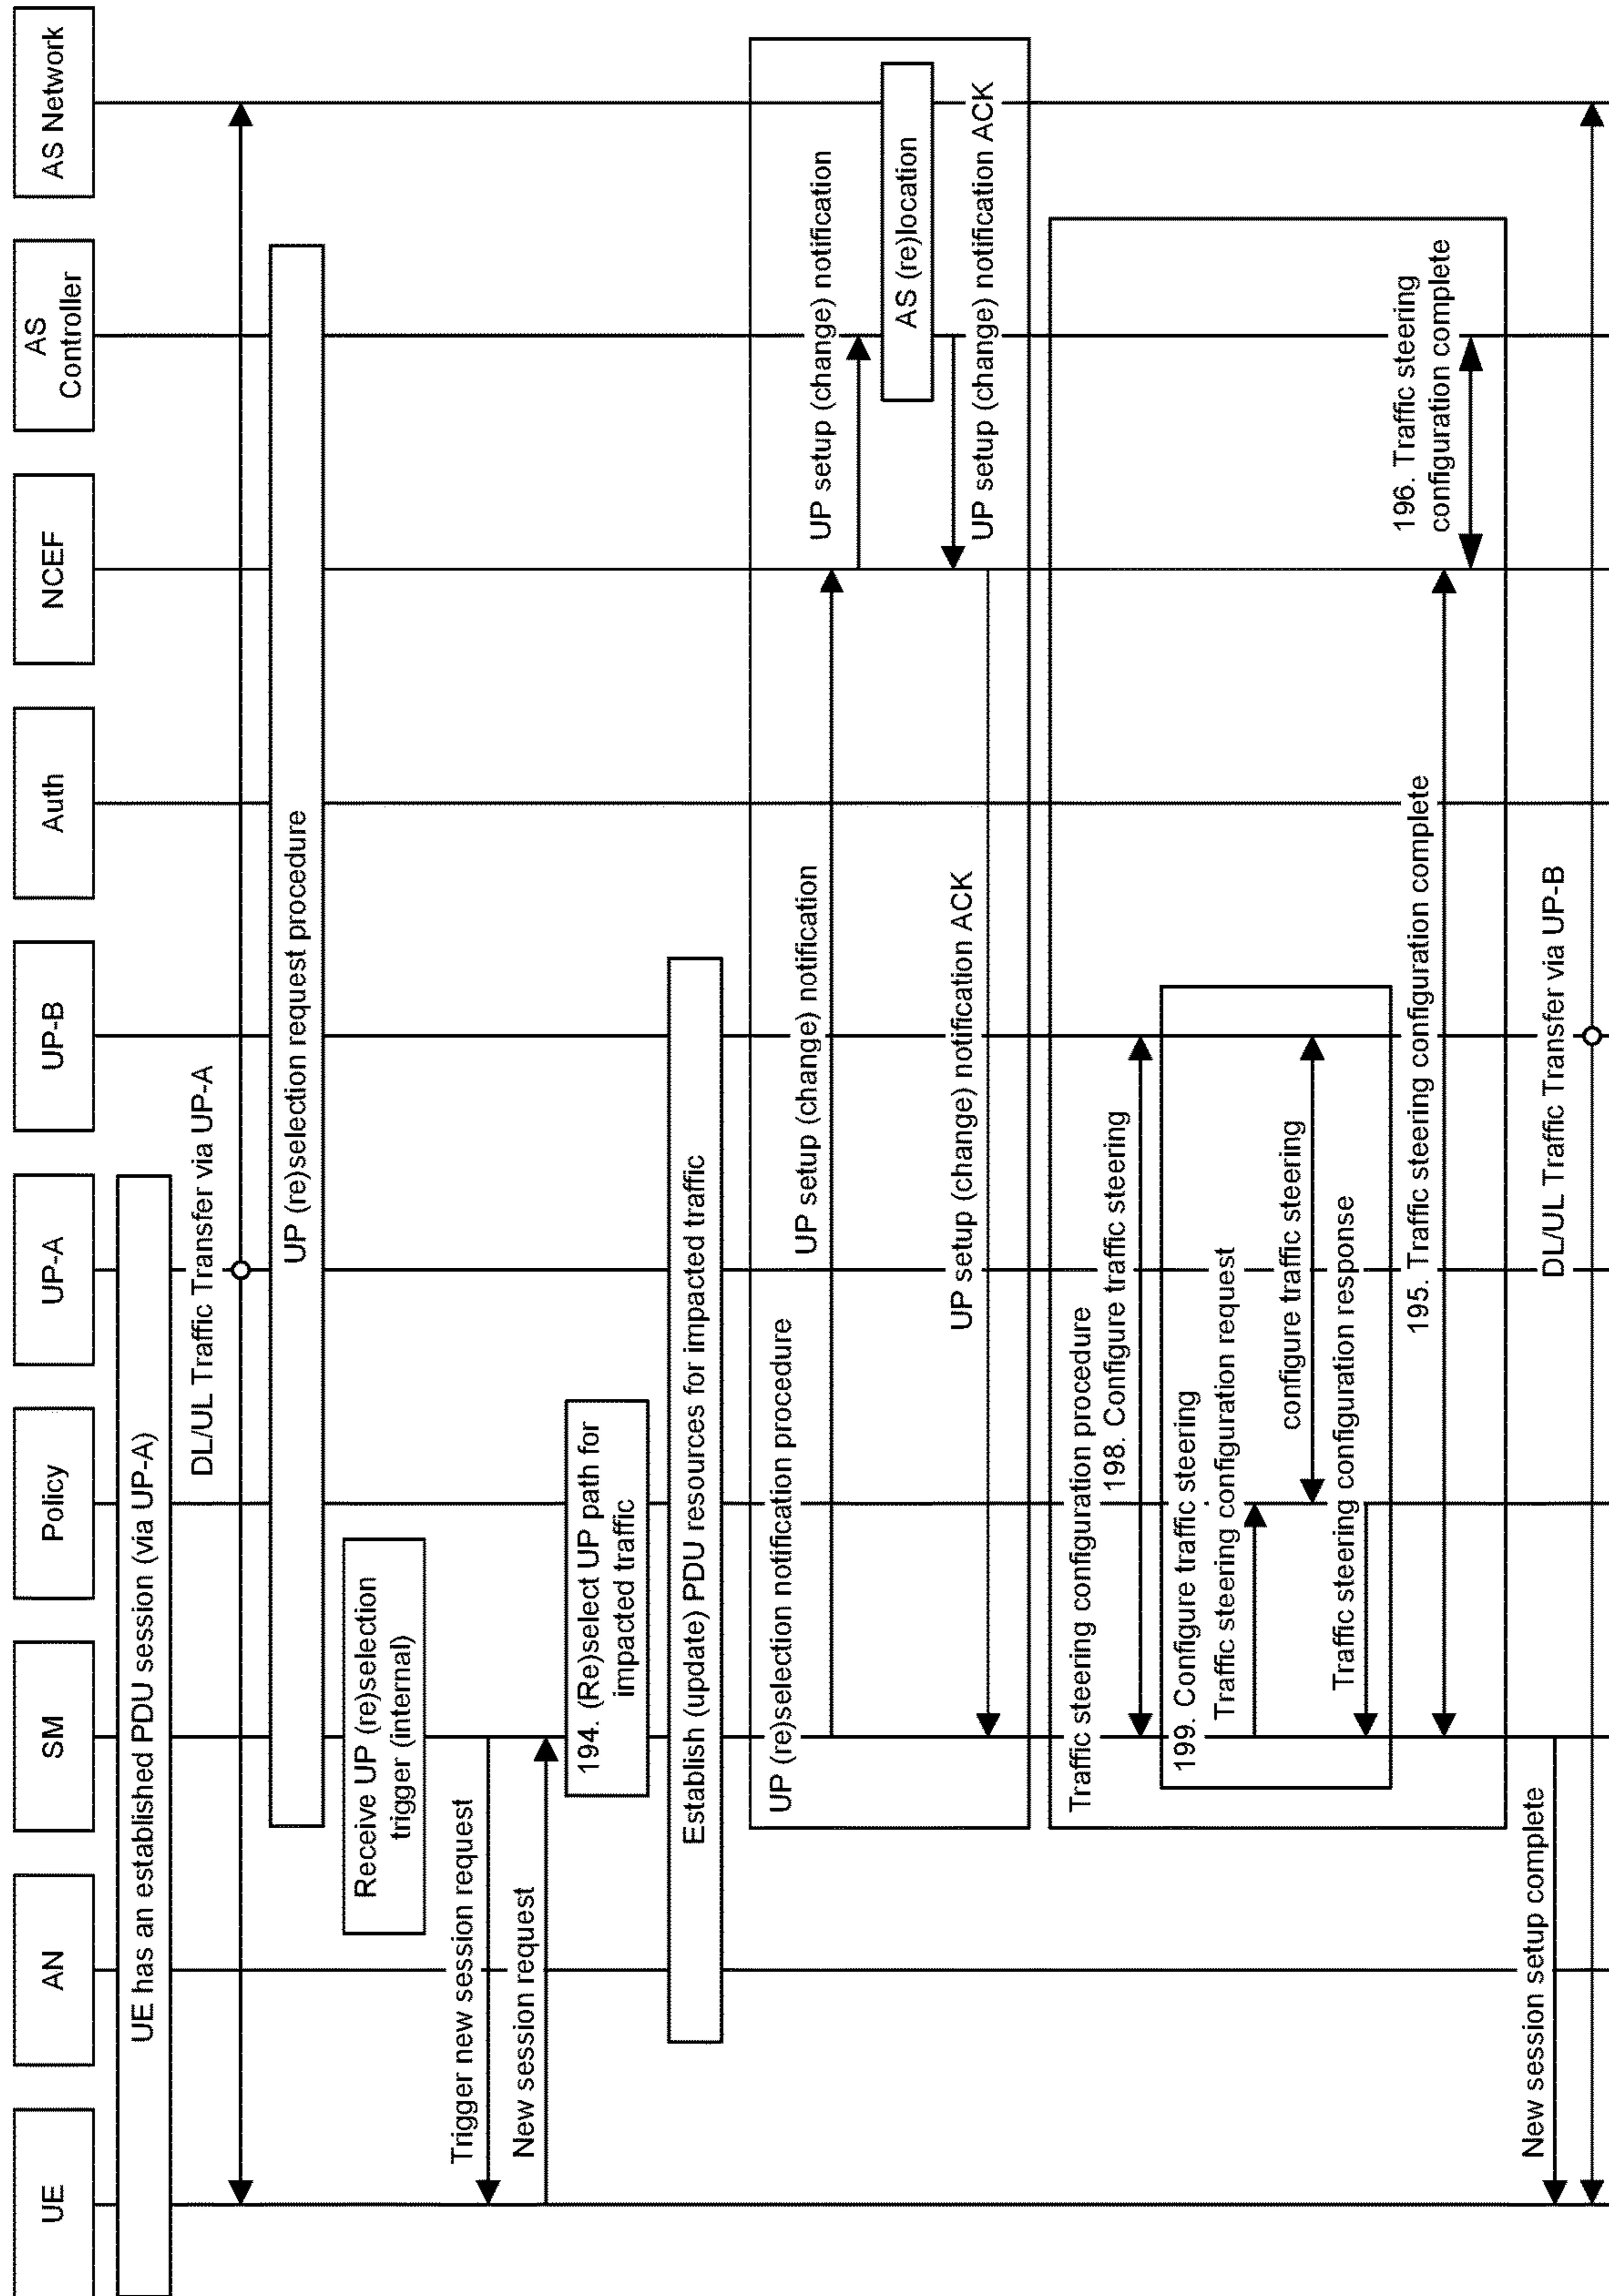 UE
AN
SM
Policy
UP-A
UP-B
Auth
NCEF
AS
Controller
AS Network
UE has an established PDU session (via UP-A)
DL/UL Traffic Transfer via UP-A
UP (re)selection request procedure
Receive UP (re)selection
trigger (internal)
Trigger new session request
New session request
194. (Re)select UP path for
impacted traffic
Establish (update) PDU resources for impacted traffic
UP (re)selection notification procedure
UP setup (change) notification
UP setup (change) notification
AS (re)location
UP setup (change) notification ACK
UP setup (change) notification ACK
Traffic steering configuration procedure
198. Configure traffic steering
199. Configure traffic steering
Traffic steering configuration request
configure traffic steering
Traffic steering configuration response
195. Traffic steering configuration complete
196. Traffic steering
configuration complete
New session setup complete
DL/UL Traffic Transfer via UP-B